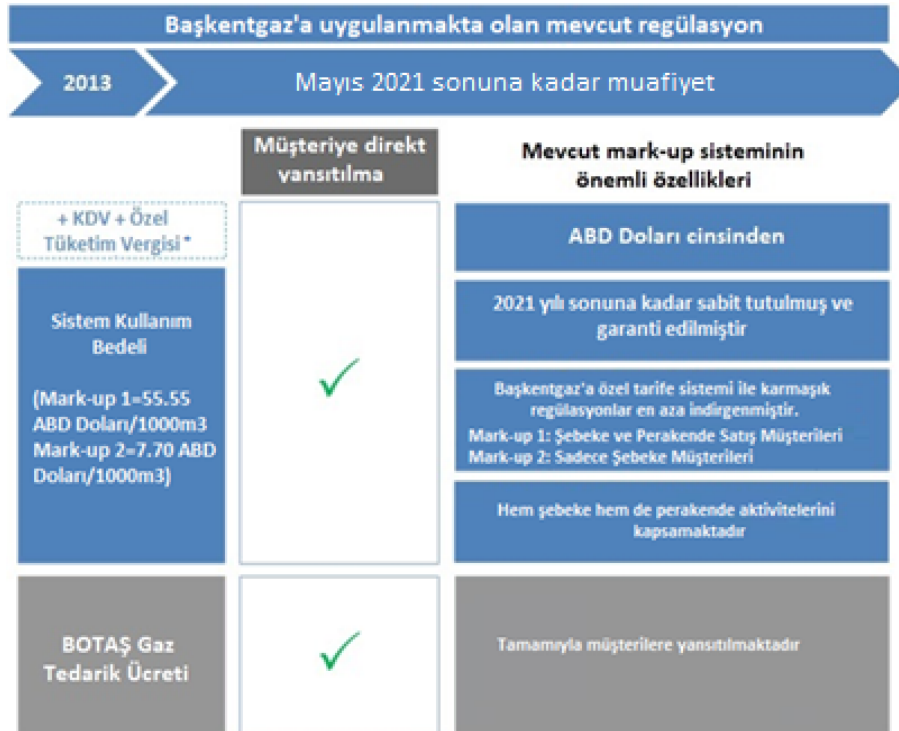 Başkentgaz'a uygulanmakta olan mevcut regülasyon
2013
Mayıs 2021 sonuna kadar muafiyet
Müşteriye direkt
yansıtılma
Mevcut mark-up sisteminin
önemli özellikleri
+ KDV + Özel
Tüketim Vergisi *
ABD Doları cinsinden
Sistem Kullanım
Bedeli
(Mark-up 1=55.55
ABD Doları/1000m3
Mark-up 2=7.70 ABD
Doları/1000m3)
2021 yılı sonuna kadar sabit tutulmuş ve
garanti edilmiştir
Başkentgaz'a özel tarife sistemi ile karmaşık
regülasyonlar en aza indirgenmiştir.
Mark-up 1: Şebeke ve Perakende Satış Müşterileri
Mark-up 2: Sadece Şebeke Müşterileri
Hem şebeke hem de perakende aktivitelerini
kapsamaktadır
BOTAŞ Gaz
Tedarik Ücreti
Tamamıyla müşterilere yansıtılmaktadır